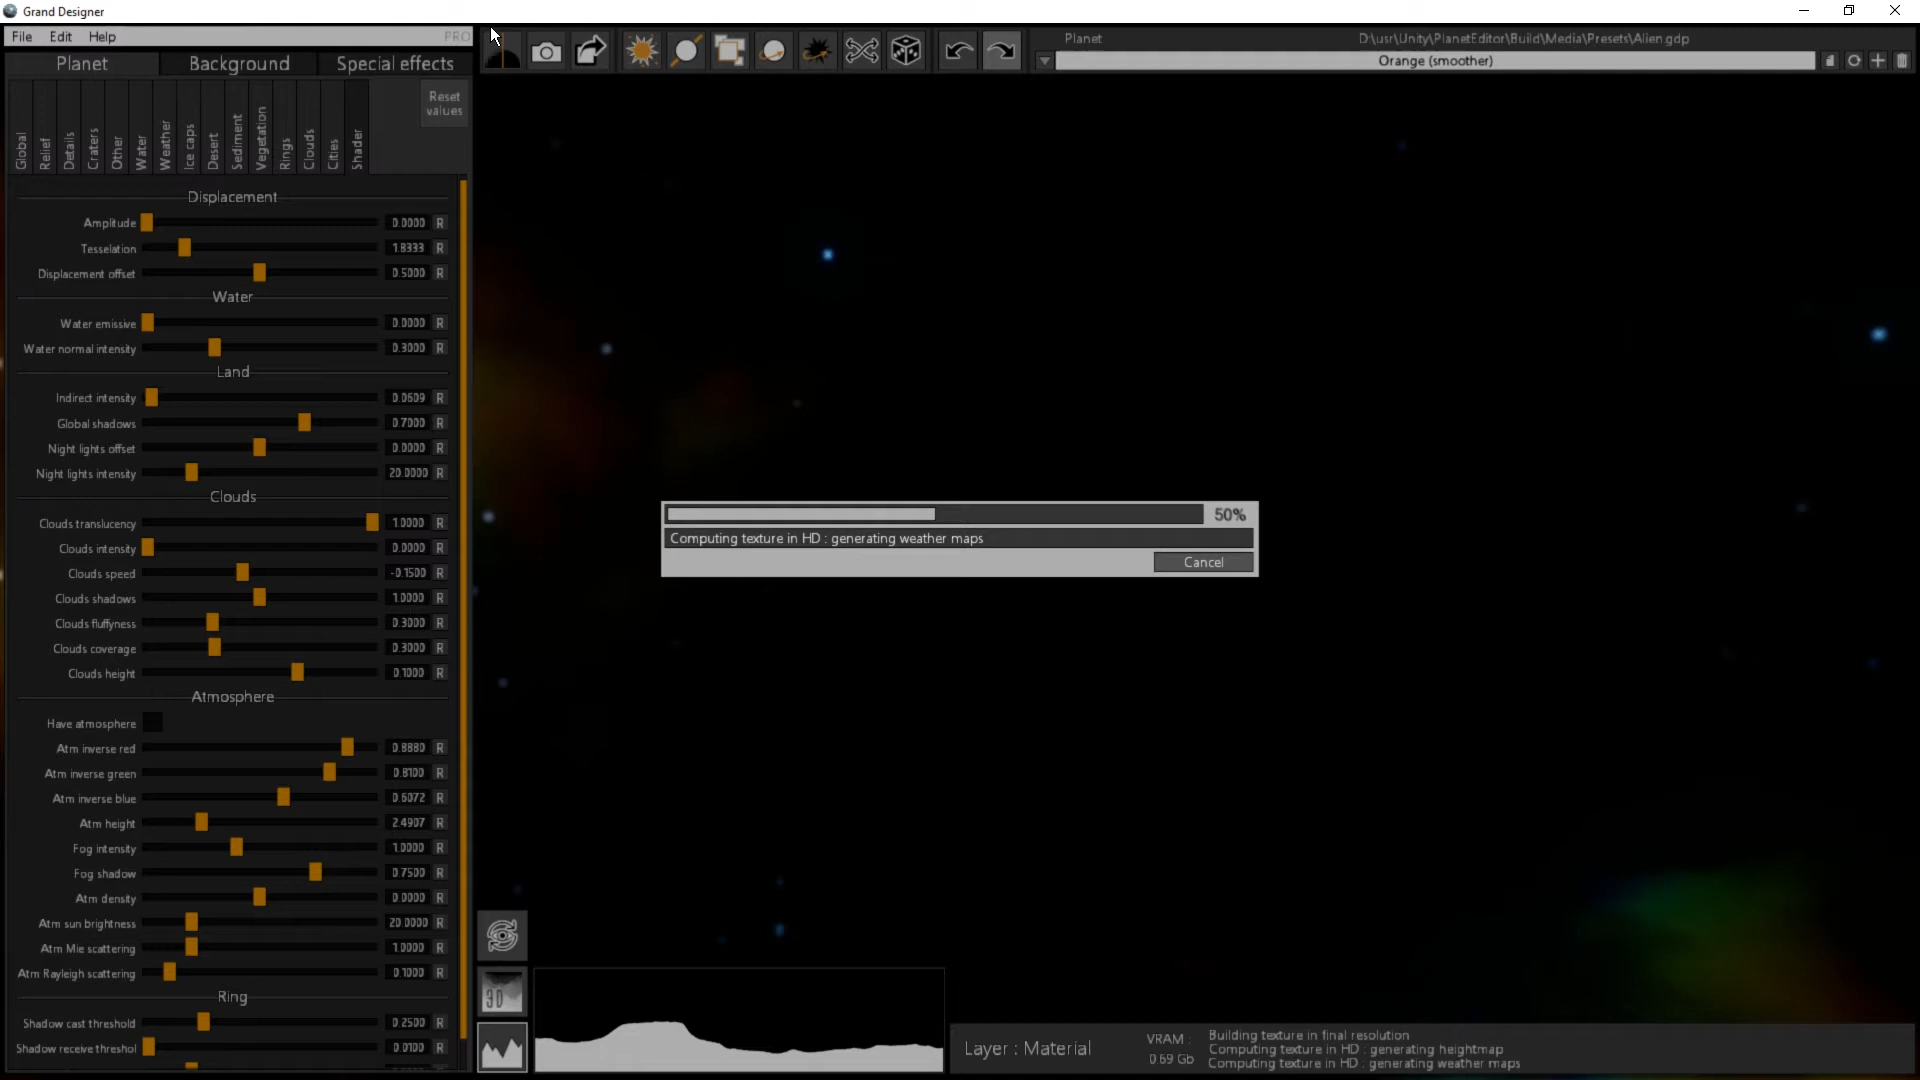 Grand Designer
File Edit Help PRO
Planet Background Special effects
Global
Relief
Details
Craters
Other
Water
Weather
Ice caps
Desert
Sediment
Vegetation
Rings
Clouds
Cities
Shader
Reset
values
Planet D:\usr\Unity\PlanetEditor\Build\Media\Presets\Alien.gdp
Orange (smoother)
Displacement
Amplitude 0.0000 R
Tesselation 1.8333 R
Displacement offset 0.5000 R
Water
Water emissive 0.0000 R
Water normal intensity 0.3000 R
Land
Indirect intensity 0.0609 R
Global shadows 0.7000 R
Night lights offset 0.0000 R
Night lights intensity 20.0000 R
Clouds
Clouds translucency 1.0000 R
Clouds intensity 0.0000 R
Clouds speed -0.1500 R
Clouds shadows 1.0000 R
Clouds fluffyness 0.3000 R
Clouds coverage 0.3000 R
Clouds height 0.1000 R
Atmosphere
Have atmosphere
Atm inverse red 0.8880 R
Atm inverse green 0.8100 R
Atm inverse blue 0.6072 R
Atm height 2.4907 R
Fog intensity 1.0000 R
Fog shadow 0.7500 R
Atm density 0.0000 R
Atm sun brightness 20.0000 R
Atm Mie scattering 1.0000 R
Atm Rayleigh scattering 0.1000 R
Ring
Shadow cast threshold 0.2500 R
Shadow receive threshol 0.0100 R
50%
Computing texture in HD : generating weather maps
Cancel
3D
Layer : Material
VRAM :
0.69 Gb
Building texture in final resolution
Computing texture in HD : generating heightmap
Computing texture in HD : generating weather maps